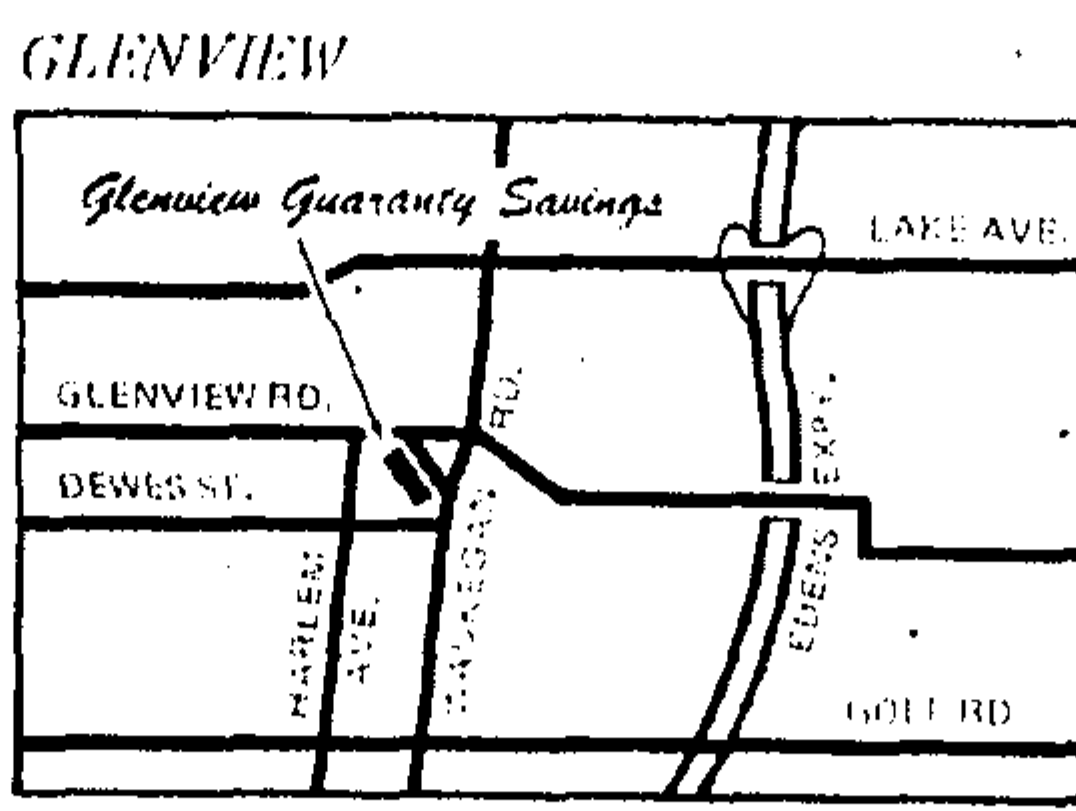 GLENVIEW
Glenview Guaranty Savings
LAKE AVE.
GLENVIEW RD.
DEWES ST.
HARLEM
AVE.
WAUKEGAN
RD.
EDENS EXPY.
GOLF RD